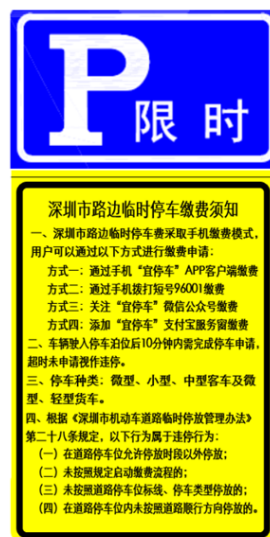 P
限 时
深圳市路边临时停车缴费须知
一、深圳市路边临时停车费采取手机缴费模式,
用户可以通过以下方式进行缴费申请:
方式一:通过手机“宜停车”APP客户端缴费
方式二:通过手机拨打短号96001缴费
方式三:关注“宜停车”微信公众号缴费
方式四:添加“宜停车”支付宝服务窗缴费
二、车辆驶入停车泊位后10分钟内需完成停车申请,
超时未申请视作违停。
三、停车种类:微型、小型、中型客车及微
型、轻型货车。
四、根据《深圳市机动车道路临时停放管理办法》
第二十八条规定,以下行为属于违停行为:
(一)在道路停车位允许停放时段以外停放;
(二)未按照规定启动缴费流程的;
(三)未按照道路停车位标线、停车类型停放的;
(四)在道路停车位内未按照道路顺行方向停放的。